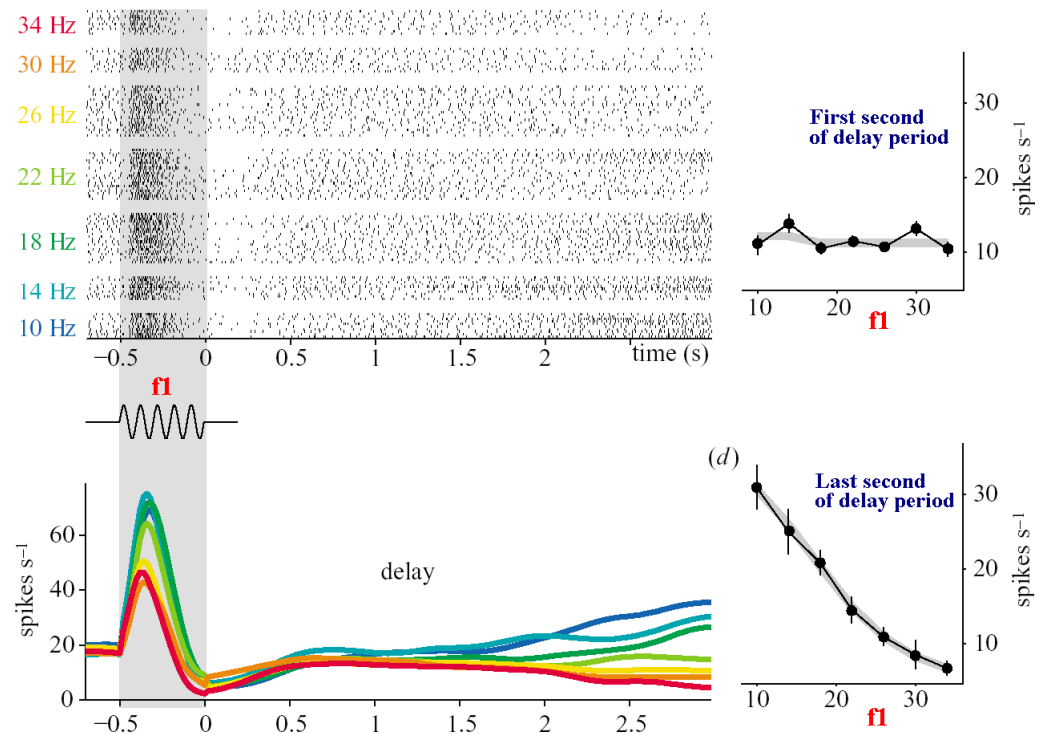 34 Hz
30 Hz
26 Hz
22 Hz
18 Hz
14 Hz
10 Hz
−0.5 0 0.5 1 1.5 2 time (s)
f1
First second
of delay period
30
20
10
spikes s−1
10 20 30
f1
60
40
20
0
spikes s−1
delay
−0.5 0 0.5 1 1.5 2 2.5
(d)
Last second
of delay period
30
20
10
spikes s−1
10 20 30
f1